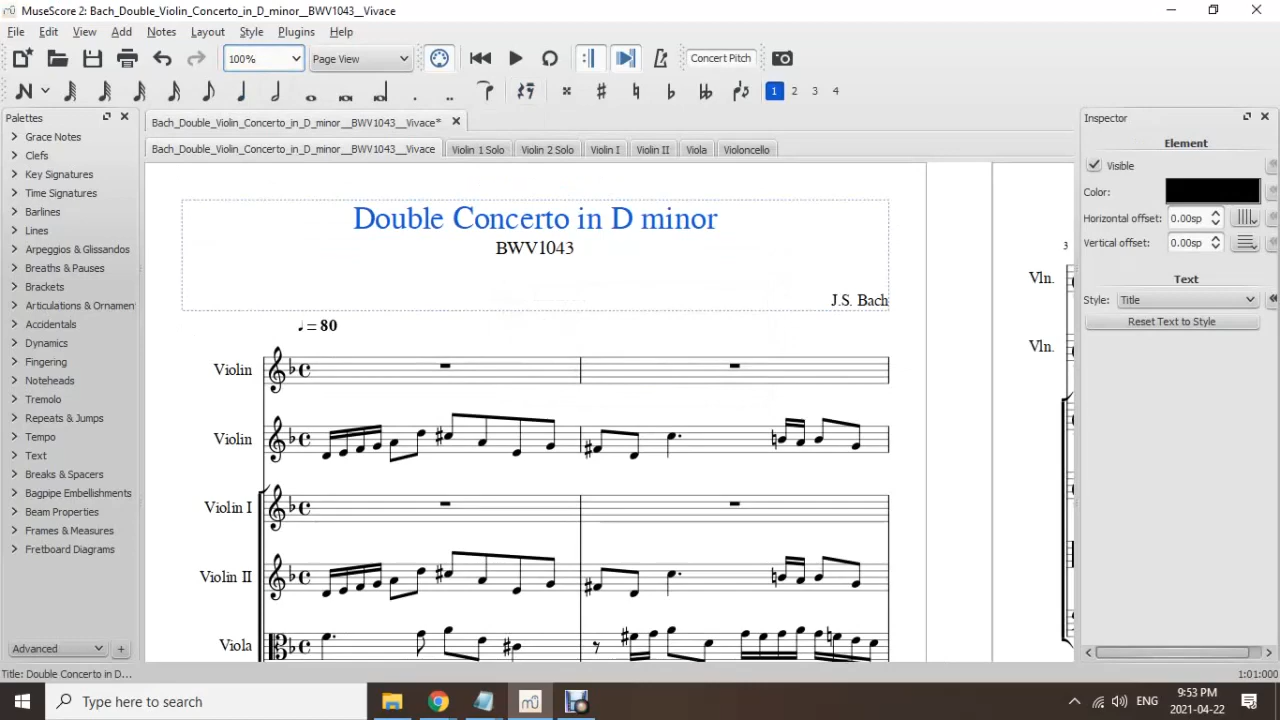 MuseScore 2: Bach_Double_Violin_Concerto_in_D_minor__BWV1043__Vivace
File Edit View Add Notes Layout Style Plugins Help
100% Page View Concert Pitch
1 2 3 4
Palettes
Grace Notes
Clefs
Key Signatures
Time Signatures
Barlines
Lines
Arpeggios & Glissandos
Breaths & Pauses
Brackets
Articulations & Ornamen
Accidentals
Dynamics
Fingering
Noteheads
Tremolo
Repeats & Jumps
Tempo
Text
Breaks & Spacers
Bagpipe Embellishments
Beam Properties
Frames & Measures
Fretboard Diagrams
Advanced
Bach_Double_Violin_Concerto_in_D_minor__BWV1043__Vivace*
Bach_Double_Violin_Concerto_in_D_minor__BWV1043__Vivace Violin 1 Solo Violin 2 Solo Violin I Violin II Viola Violoncello
Double Concerto in D minor
BWV1043
J.S. Bach
= 80
Violin
Violin
Violin I
Violin II
Viola
3
Vln.
Vln.
Inspector
Element
Visible
Color:
Horizontal offset: 0.00sp
Vertical offset: 0.00sp
Text
Style: Title
Reset Text to Style
Title: Double Concerto in D...
1:01:000
Type here to search
ENG
9:53 PM
2021-04-22